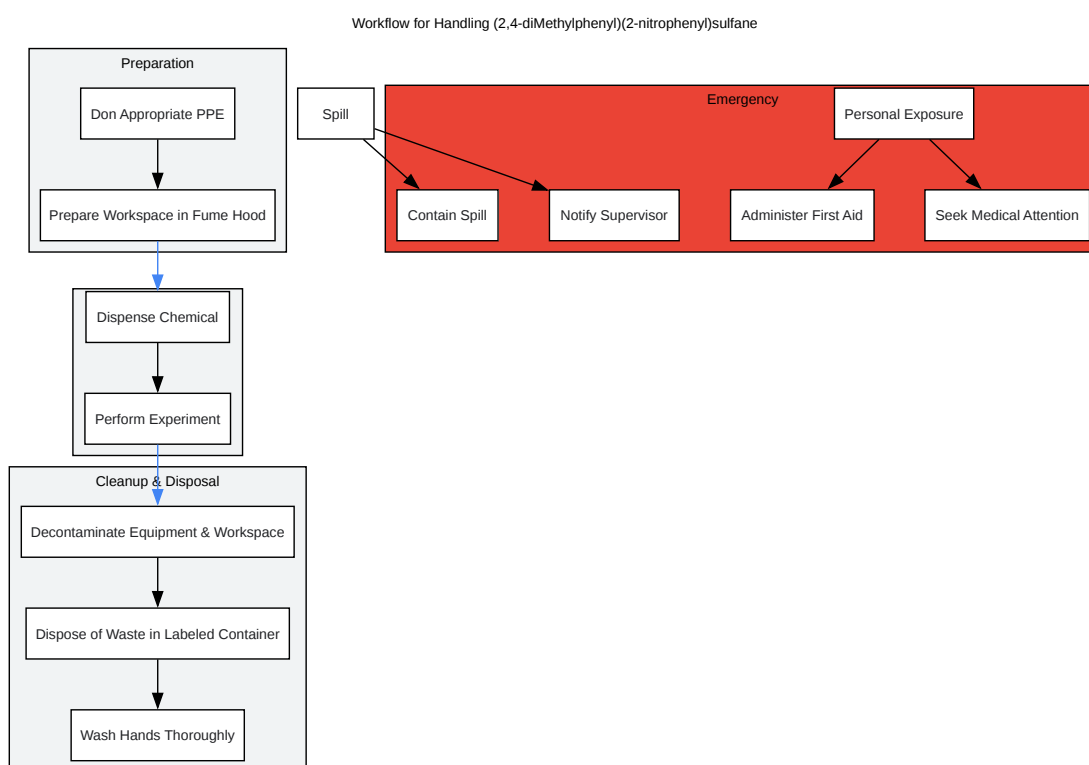 Workflow for Handling (2,4-diMethylphenyl)(2-nitrophenyl)sulfane
Preparation
Don Appropriate PPE
Prepare Workspace in Fume Hood
Dispense Chemical
Perform Experiment
Cleanup & Disposal
Decontaminate Equipment & Workspace
Dispose of Waste in Labeled Container
Wash Hands Thoroughly
Spill
Emergency
Personal Exposure
Contain Spill
Notify Supervisor
Administer First Aid
Seek Medical Attention